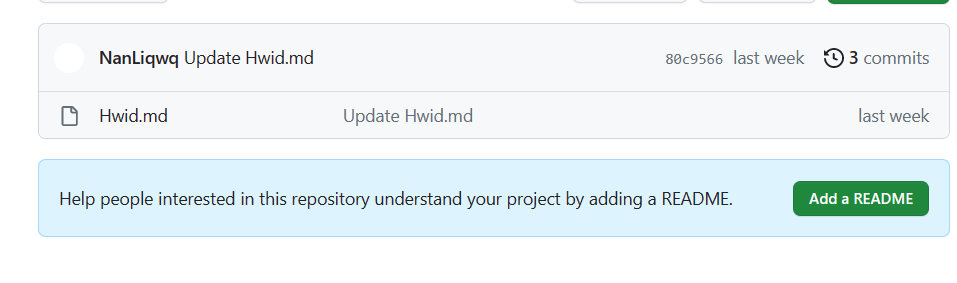 NanLiqwq Update Hwid.md 80c9566 last week 3 commits
Hwid.md Update Hwid.md last week
Help people interested in this repository understand your project by adding a README. Add a README